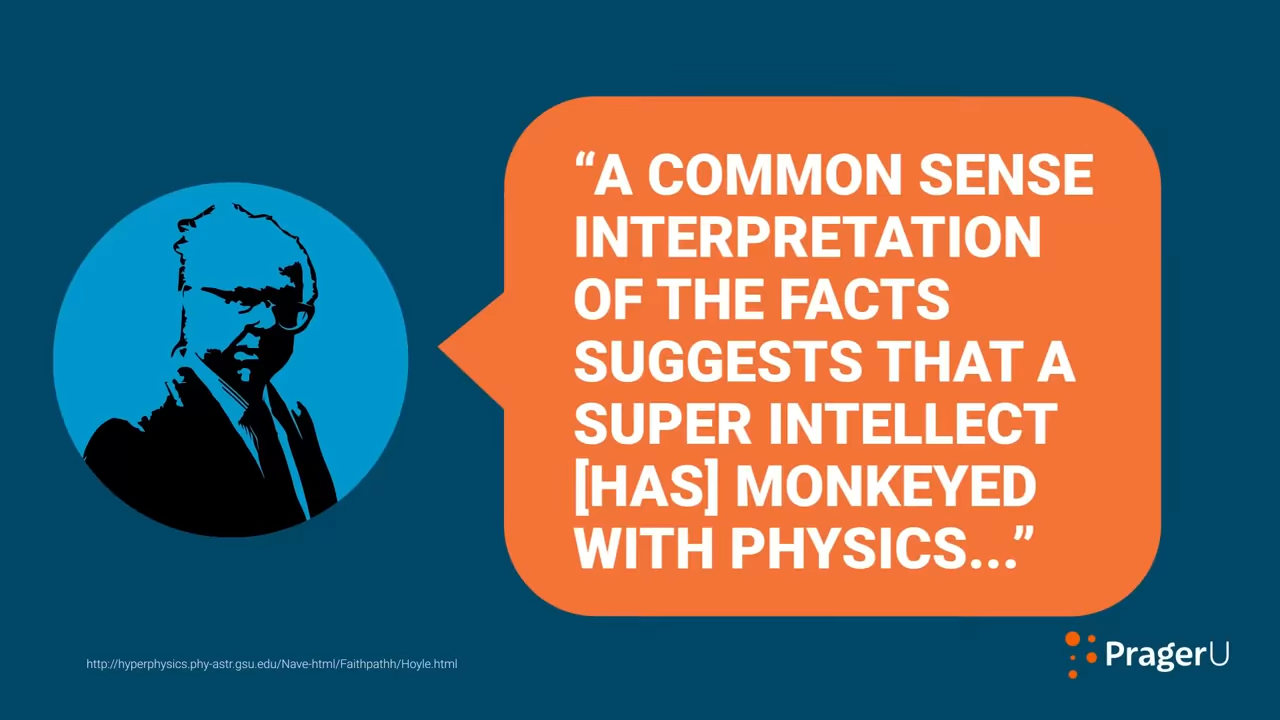 “A COMMON SENSE
INTERPRETATION
OF THE FACTS
SUGGESTS THAT A
SUPER INTELLECT
[HAS] MONKEYED
WITH PHYSICS...”
http://hyperphysics.phy-astr.gsu.edu/Nave-html/Faithpathh/Hoyle.html
PragerU